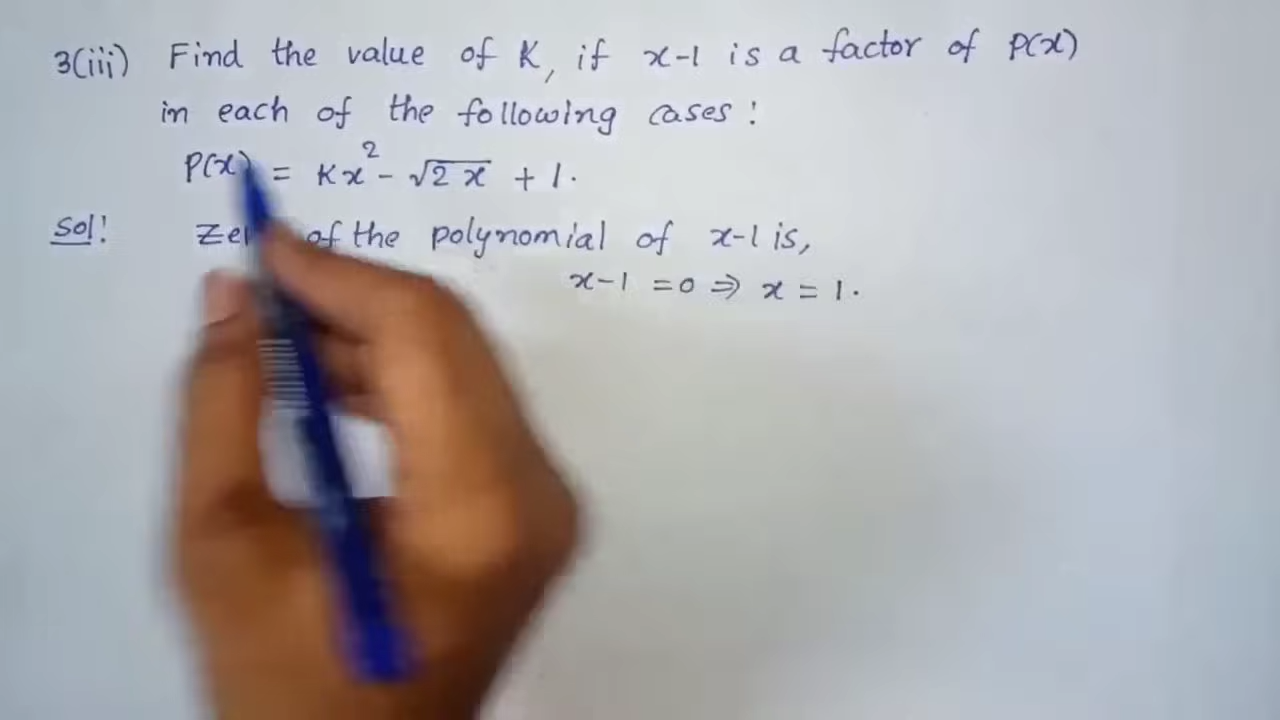 3(iii) Find the value of K, if x-1 is a factor of P(x)
in each of the following cases:
P(x) = Kx² - √2x + 1.
Sol! of the polynomial of x-1 is,
x-1 = 0 ⇒ x = 1.